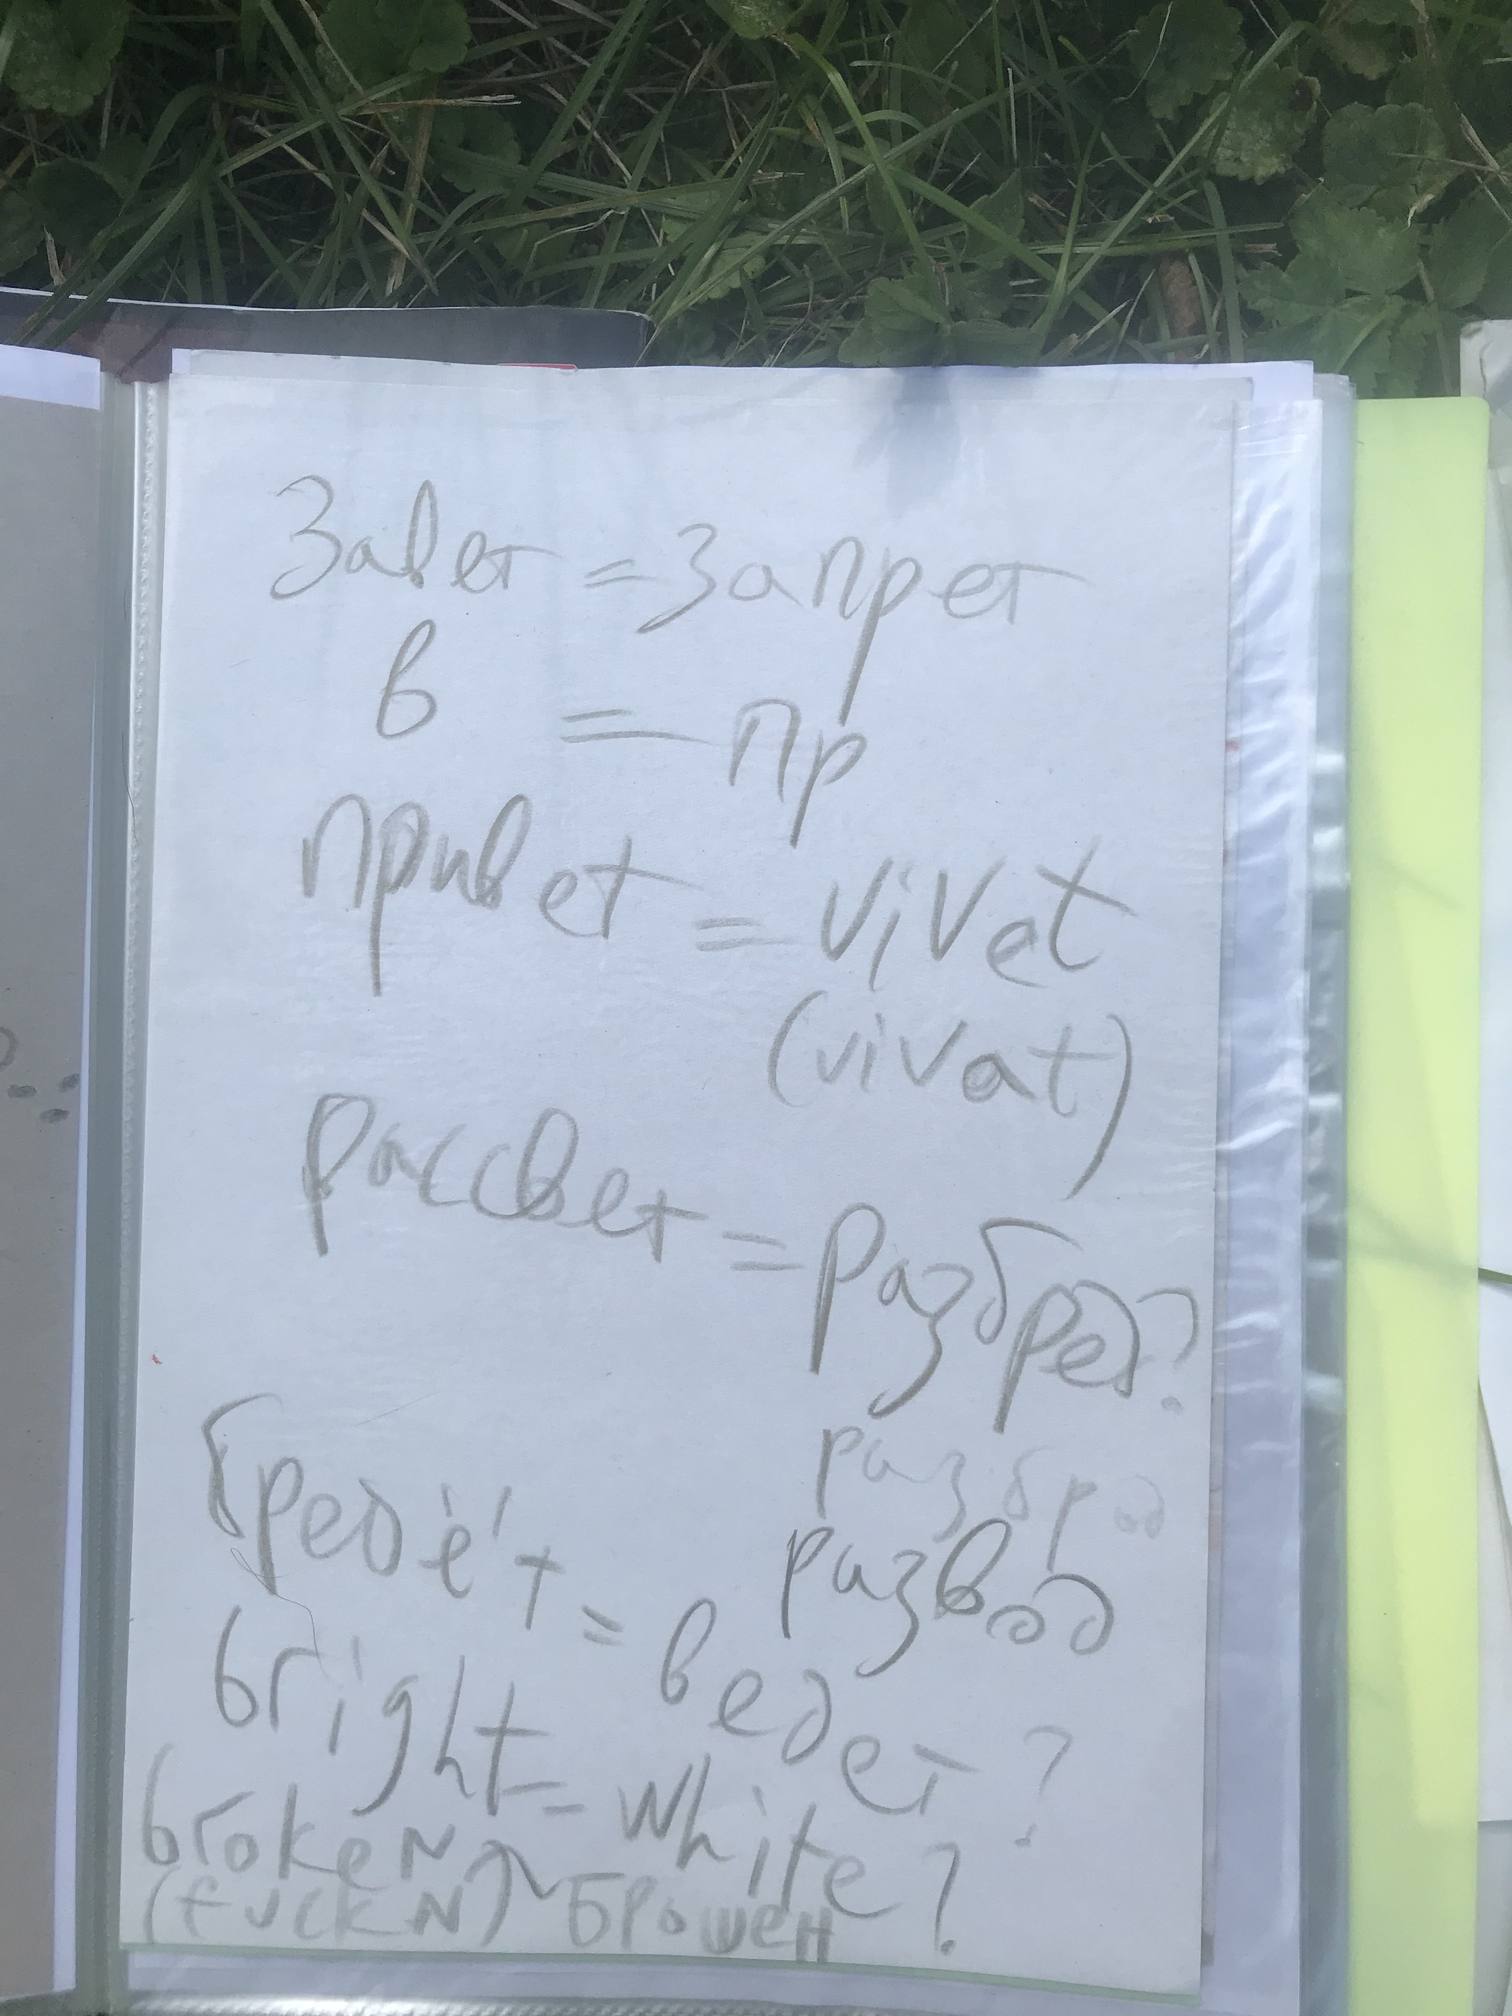 Завет = запрет
в = пр
привет = vivet
(vivat)
рассвет = разбред?
разброд
развод
бредёт = ведет?
bright = white?
brokeN ~ Брошен
(fuckN)